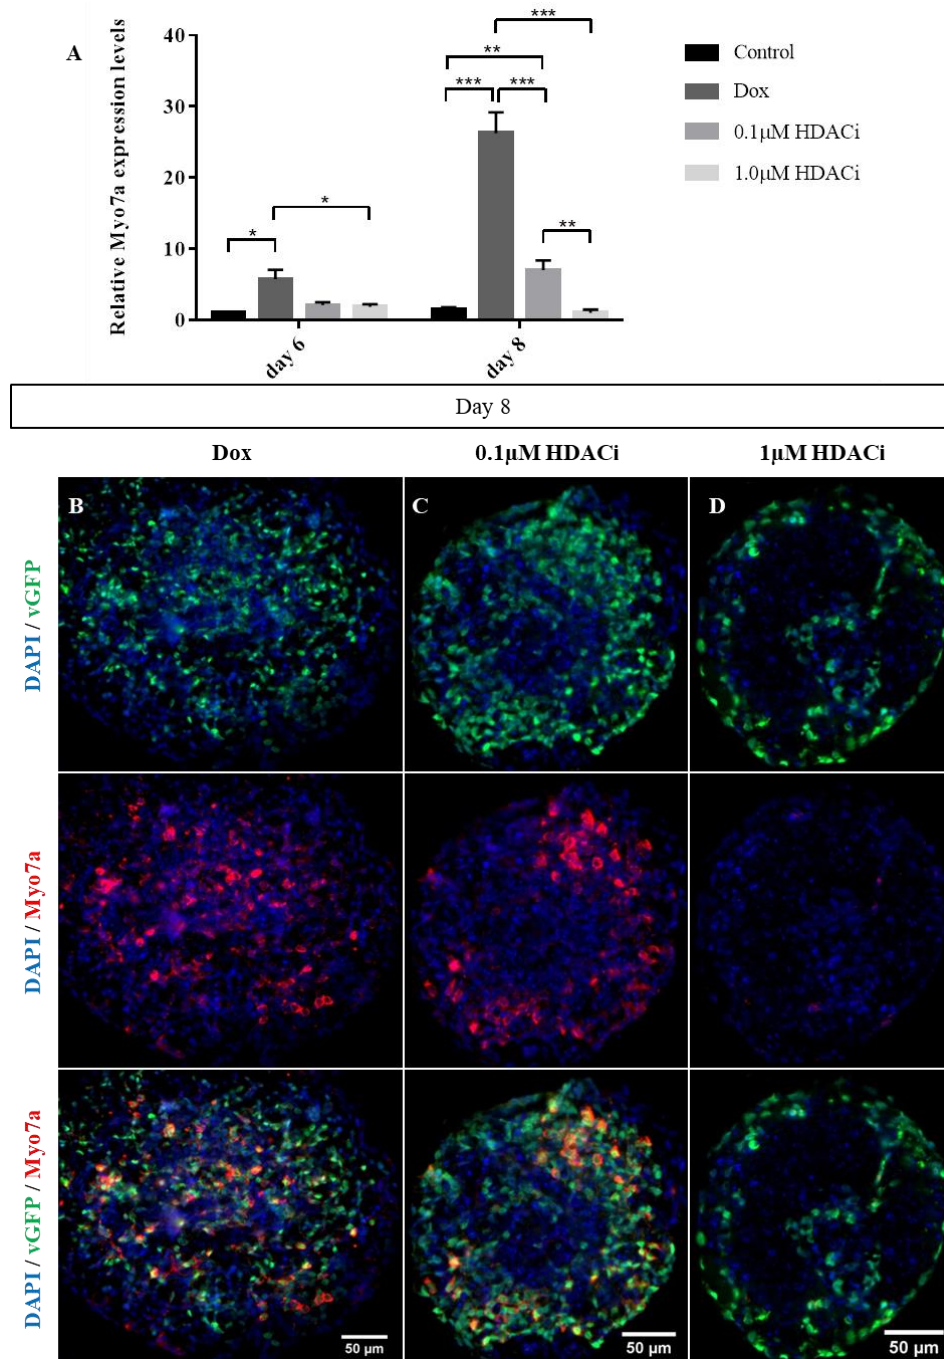 A
Relative Myo7a expression levels
40
30
20
10
0
*
*
***
**
***
***
**
day 6
day 8
Control
Dox
0.1µM HDACi
1.0µM HDACi
Day 8
Dox
0.1µM HDACi
1µM HDACi
B
C
D
DAPI / vGFP
DAPI / Myo7a
DAPI / vGFP / Myo7a
50 µm
50 µm
50 µm